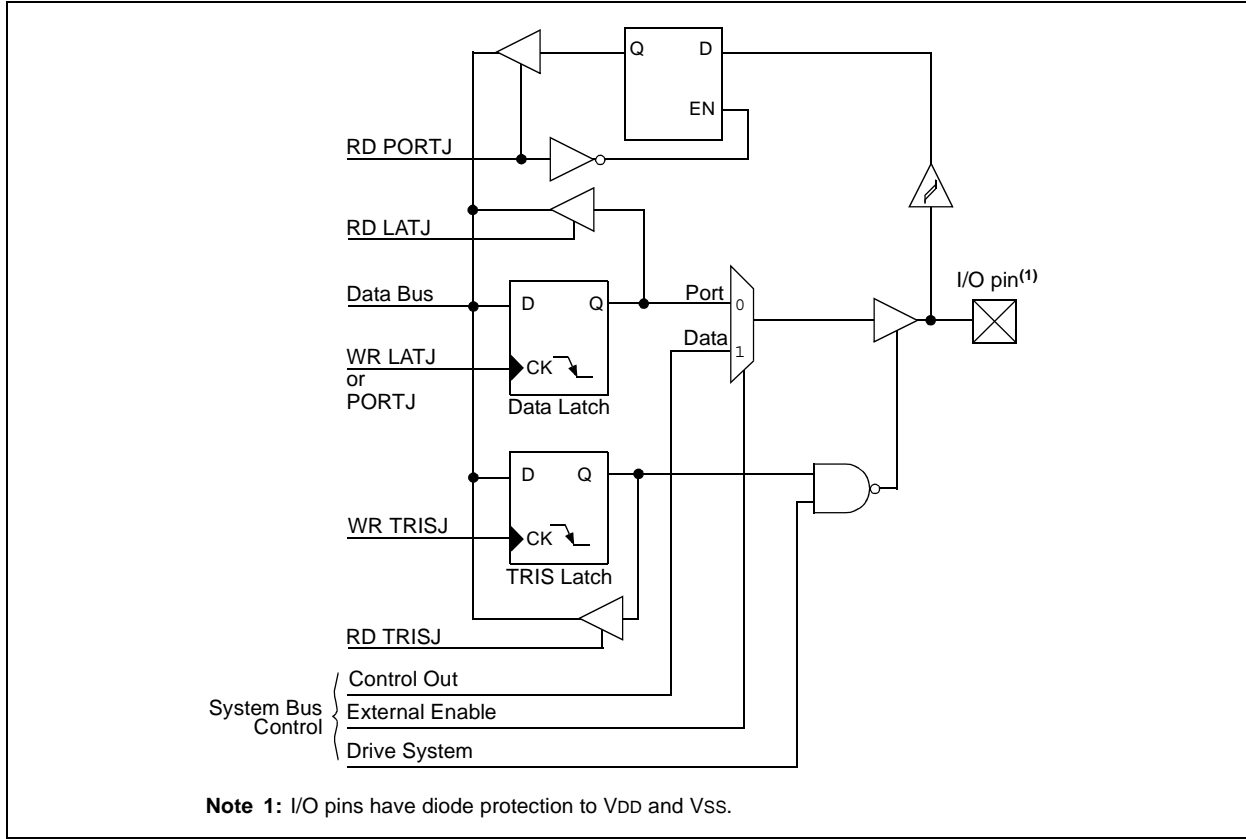 Q D
EN
RD PORTJ
RD LATJ
I/O pin(1)
Data Bus
D Q
Port
0
Data
1
WR LATJ
or
PORTJ
CK
Data Latch
D Q
WR TRISJ
CK
TRIS Latch
RD TRISJ
Control Out
System Bus
Control
External Enable
Drive System
Note 1: I/O pins have diode protection to VDD and VSS.